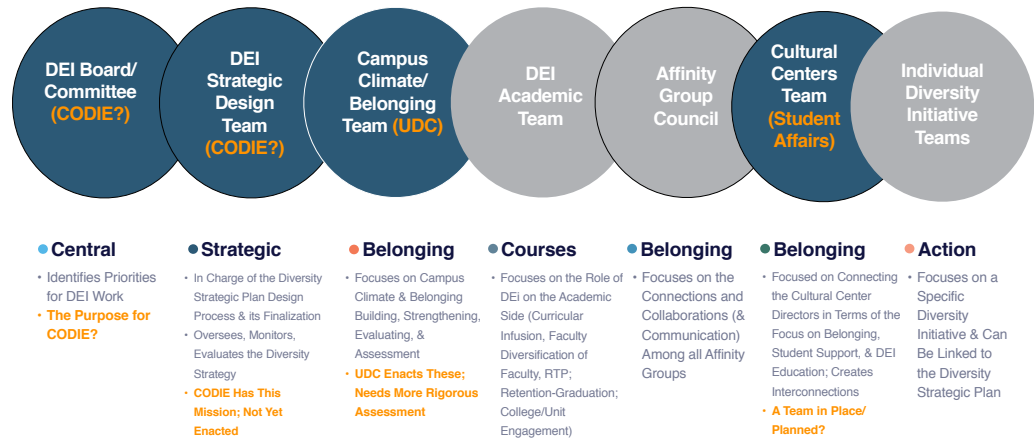 DEI Board/
Committee
(CODIE?)
DEI
Strategic
Design
Team
(CODIE?)
Campus
Climate/
Belonging
Team (UDC)
DEI
Academic
Team
Affinity
Group
Council
Cultural
Centers
Team
(Student
Affairs)
Individual
Diversity
Initiative
Teams
Central
• Identifies Priorities
for DEI Work
• The Purpose for
CODIE?
Strategic
• In Charge of the Diversity
Strategic Plan Design
Process & its Finalization
• Oversees, Monitors,
Evaluates the Diversity
Strategy
• CODIE Has This
Mission; Not Yet
Enacted
Belonging
• Focuses on Campus
Climate & Belonging
Building, Strengthening,
Evaluating, &
Assessment
• UDC Enacts These;
Needs More Rigorous
Assessment
Courses
• Focuses on the Role of
DEi on the Academic
Side (Curricular
Infusion, Faculty
Diversification of
Faculty, RTP;
Retention-Graduation;
College/Unit
Engagement)
Belonging
• Focuses on the
Connections and
Collaborations (&
Communication)
Among all Affinity
Groups
Belonging
• Focused on Connecting
the Cultural Center
Directors in Terms of the
Focus on Belonging,
Student Support, & DEI
Education; Creates
Interconnections
• A Team in Place/
Planned?
Action
• Focuses on a
Specific
Diversity
Initiative & Can
Be Linked to
the Diversity
Strategic Plan